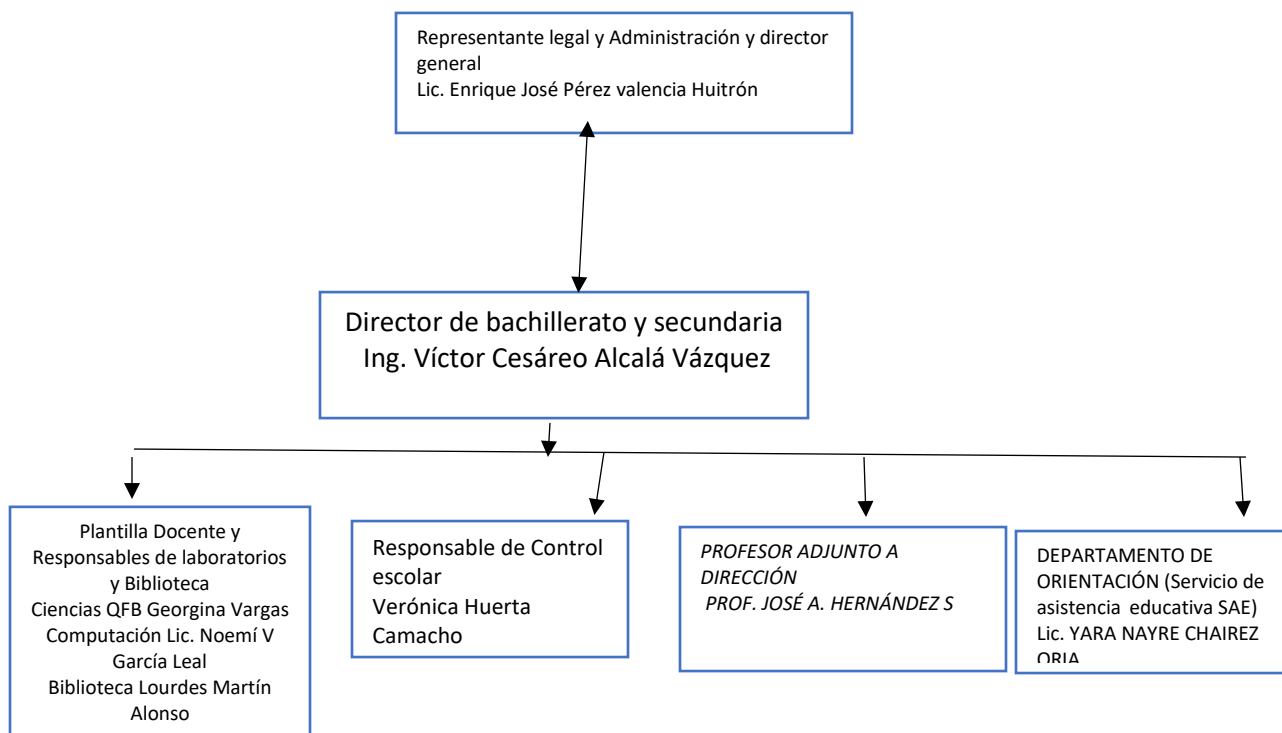 Representante legal y Administración y director
general
Lic. Enrique José Pérez valencia Huitrón
Director de bachillerato y secundaria
Ing. Víctor Cesáreo Alcalá Vázquez
Plantilla Docente y
Responsables de laboratorios
y Biblioteca
Ciencias QFB Georgina Vargas
Computación Lic. Noemí V
García Leal
Biblioteca Lourdes Martín
Alonso
Responsable de Control
escolar
Verónica Huerta
Camacho
PROFESOR ADJUNTO A
DIRECCIÓN
PROF. JOSÉ A. HERNÁNDEZ S
DEPARTAMENTO DE
ORIENTACIÓN (Servicio de
asistencia educativa SAE)
Lic. YARA NAYRE CHAIREZ
ORIA